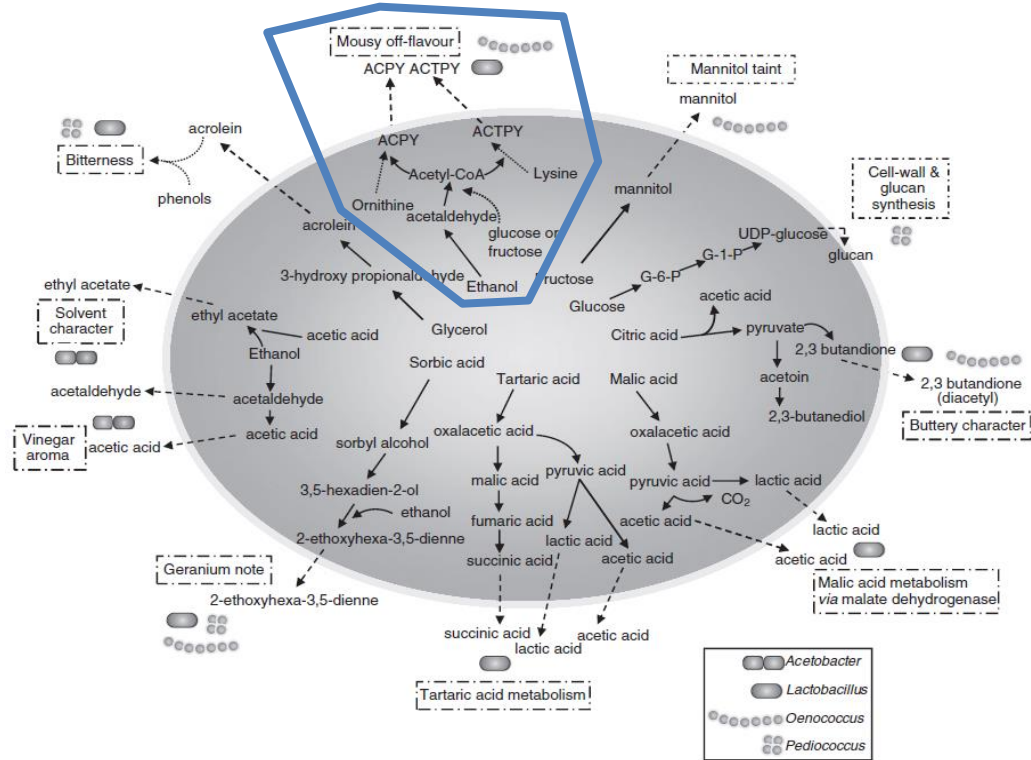 Mousy off-flavour
ACPY ACTPY
Mannitol taint
mannitol
acrolein
Bitterness
phenols
ACPY
ACTPY
Acetyl-CoA
Lysine
Ornithine
acetaldehyde
glucose or
fructose
Ethanol
acrolein
3-hydroxy propionaldehyde
Glycerol
mannitol
Fructose
Cell-wall &
glucan
synthesis
UDP-glucose
glucan
G-1-P
G-6-P
Glucose
ethyl acetate
Solvent
character
ethyl acetate
acetic acid
Ethanol
acetaldehyde
acetaldehyde
acetic acid
Vinegar
aroma
acetic acid
acetic acid
Citric acid
pyruvate
2,3 butandione
acetoin
2,3-butanediol
2,3 butandione
(diacetyl)
Buttery character
Sorbic acid
sorbyl alcohol
3,5-hexadien-2-ol
ethanol
2-ethoxyhexa-3,5-dienne
Geranium note
2-ethoxyhexa-3,5-dienne
Tartaric acid
oxalacetic acid
malic acid
pyruvic acid
fumaric acid
lactic acid
succinic acid
acetic acid
succinic acid
lactic acid
acetic acid
Tartaric acid metabolism
Malic acid
oxalacetic acid
pyruvic acid
lactic acid
CO2
acetic acid
lactic acid
acetic acid
Malic acid metabolism
via malate dehydrogenase
Acetobacter
Lactobacillus
Oenococcus
Pediococcus